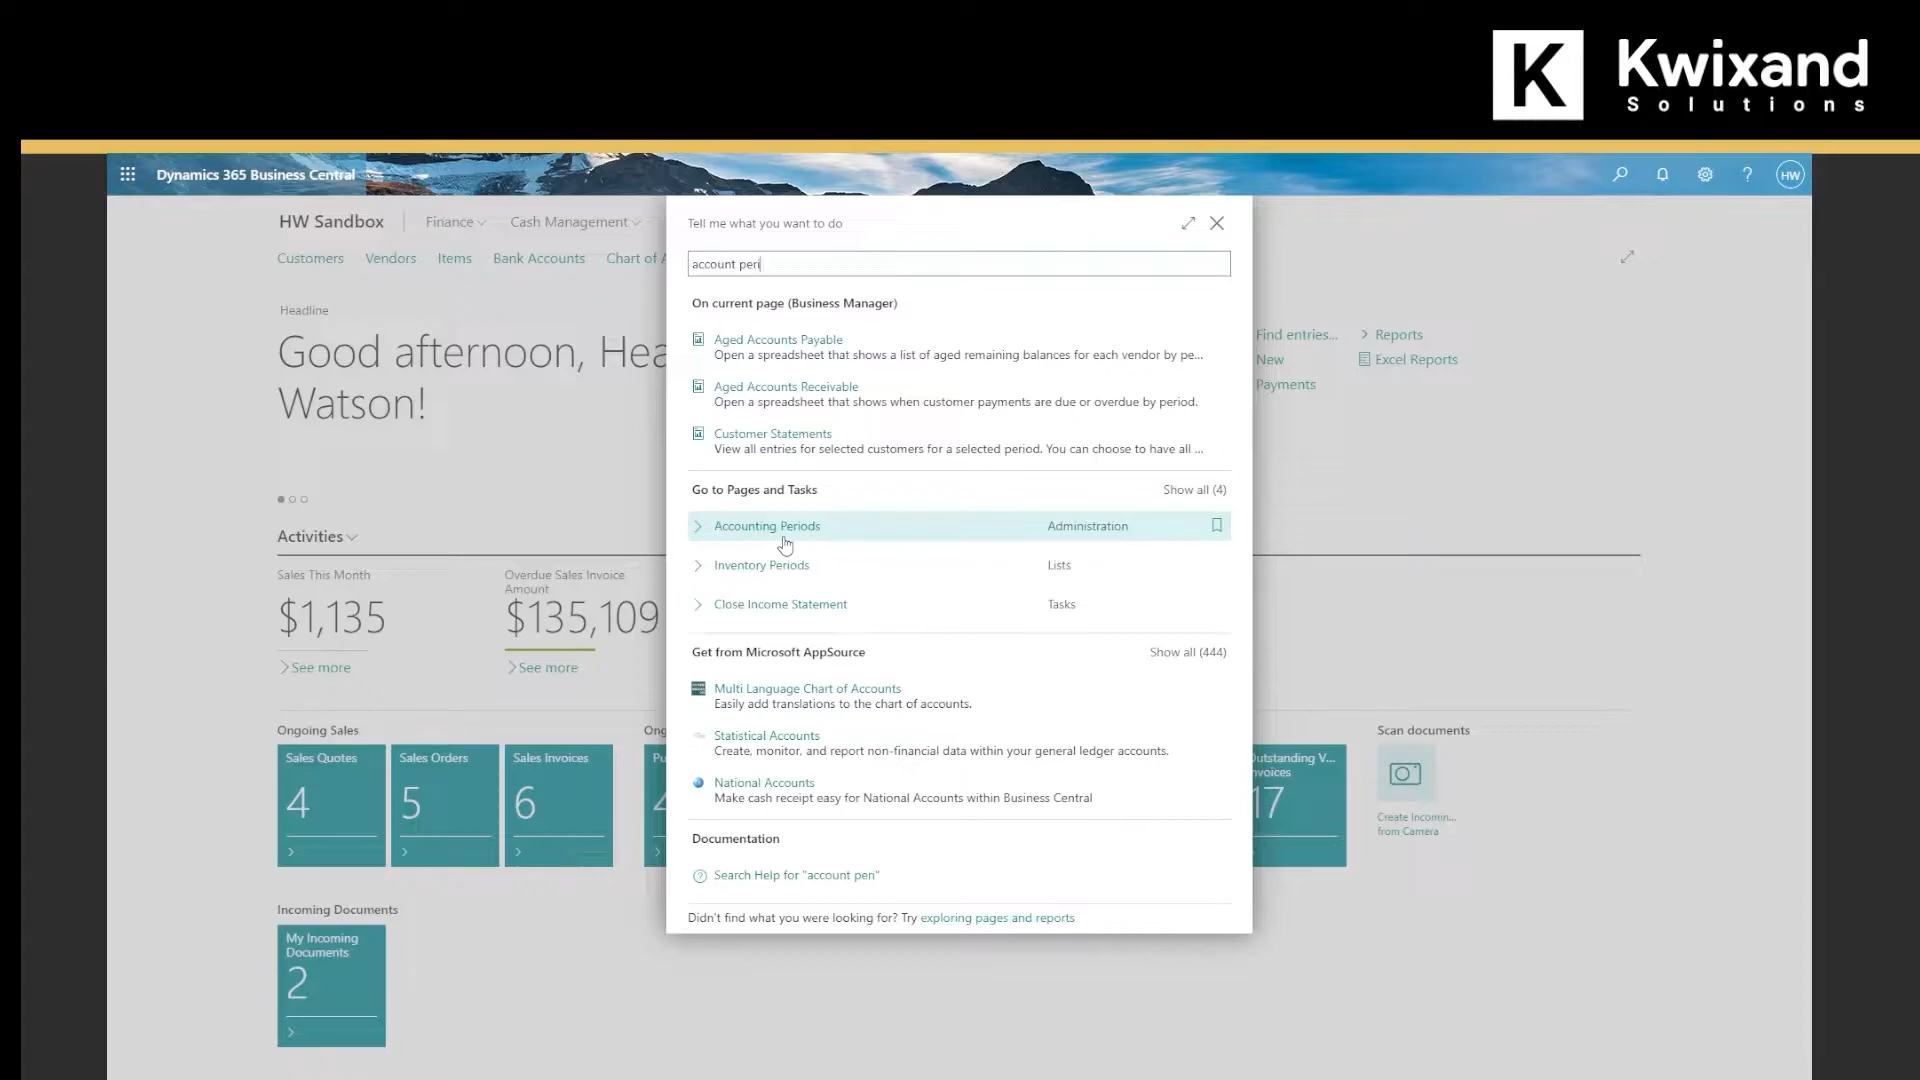 K Kwixand
Solutions
Dynamics 365 Business Central
HW
HW Sandbox
Finance
Cash Management
Customers
Vendors
Items
Bank Accounts
Chart of A
Headline
Good afternoon, Hea
Watson!
Activities
Sales This Month
$1,135
See more
Overdue Sales Invoice
Amount
$135,109
See more
Ongoing Sales
Sales Quotes
4
Sales Orders
5
Sales Invoices
6
Ong
Pu
4
Incoming Documents
My Incoming
Documents
2
Tell me what you want to do
account peri
On current page (Business Manager)
Aged Accounts Payable
Open a spreadsheet that shows a list of aged remaining balances for each vendor by pe...
Aged Accounts Receivable
Open a spreadsheet that shows when customer payments are due or overdue by period.
Customer Statements
View all entries for selected customers for a selected period. You can choose to have all ...
Go to Pages and Tasks
Show all (4)
Accounting Periods
Administration
Inventory Periods
Lists
Close Income Statement
Tasks
Get from Microsoft AppSource
Show all (444)
Multi Language Chart of Accounts
Easily add translations to the chart of accounts.
Statistical Accounts
Create, monitor, and report non-financial data within your general ledger accounts.
National Accounts
Make cash receipt easy for National Accounts within Business Central
Documentation
Search Help for "account peri"
Didn't find what you were looking for? Try exploring pages and reports
Find entries...
New
Payments
Reports
Excel Reports
Outstanding V...
nvoices
17
Scan documents
Create Incomin...
from Camera